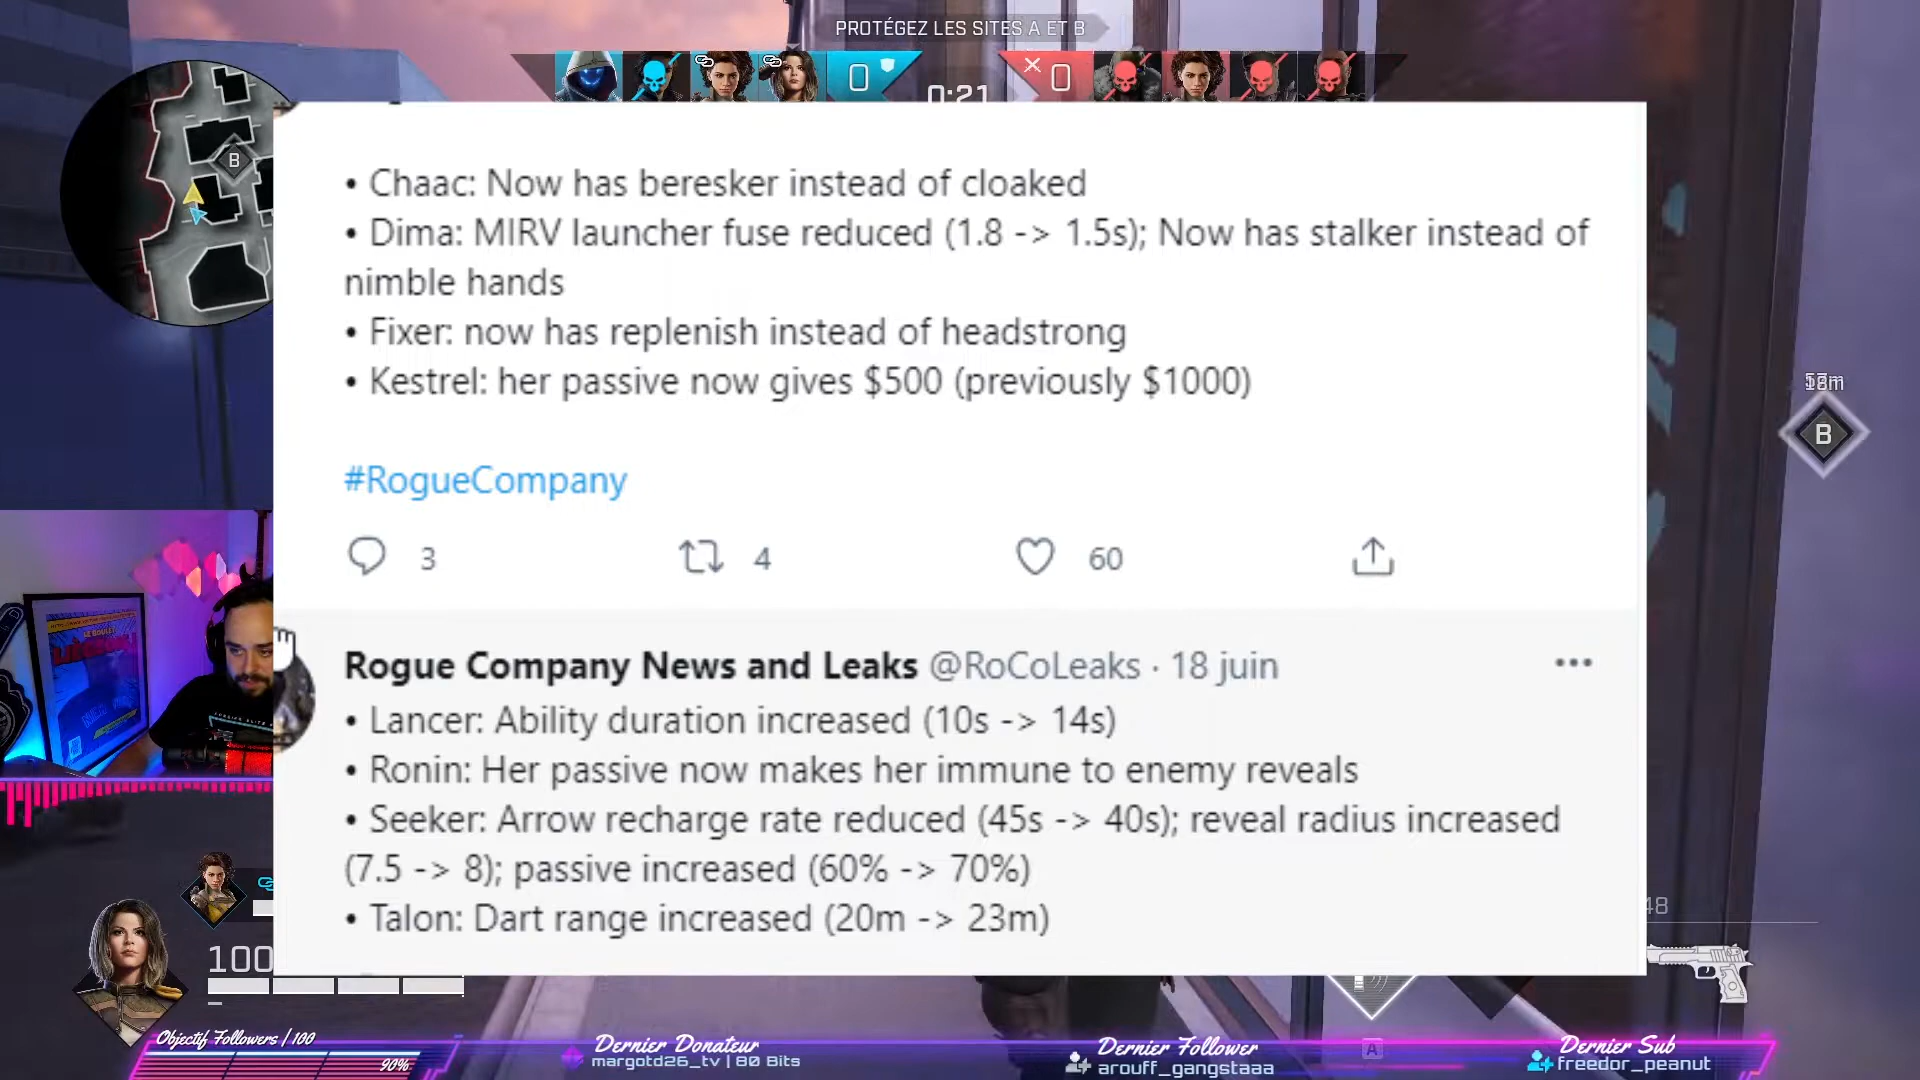 PROTÉGEZ LES SITES A ET B
0
0:21
0
B
• Chaac: Now has beresker instead of cloaked
• Dima: MIRV launcher fuse reduced (1.8 -> 1.5s); Now has stalker instead of
nimble hands
• Fixer: now has replenish instead of headstrong
• Kestrel: her passive now gives $500 (previously $1000)
B
#RogueCompany
3
4
60
Rogue Company News and Leaks @RoCoLeaks · 18 juin
• Lancer: Ability duration increased (10s -> 14s)
• Ronin: Her passive now makes her immune to enemy reveals
• Seeker: Arrow recharge rate reduced (45s -> 40s); reveal radius increased
(7.5 -> 8); passive increased (60% -> 70%)
• Talon: Dart range increased (20m -> 23m)
48
100
Objectif Followers / 100
90%
Dernier Donateur
margotd26_tv | 80 Bits
Dernier Follower
arouff_gangstaaa
A
Dernier Sub
freedor_peanut